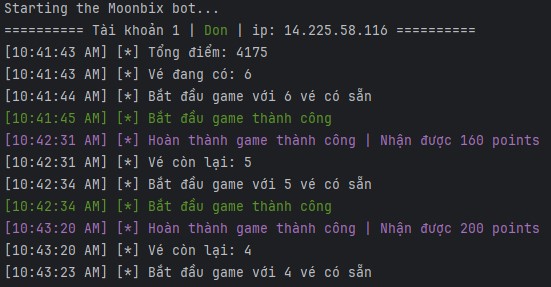 Starting the Moonbix bot...
========== Tài khoản 1 | Don | ip: 14.225.58.116 ==========
[10:41:43 AM] [*] Tổng điểm: 4175
[10:41:43 AM] [*] Vé đang có: 6
[10:41:44 AM] [*] Bắt đầu game với 6 vé có sẵn
[10:41:45 AM] [*] Bắt đầu game thành công
[10:42:31 AM] [*] Hoàn thành game thành công | Nhận được 160 points
[10:42:31 AM] [*] Vé còn lại: 5
[10:42:34 AM] [*] Bắt đầu game với 5 vé có sẵn
[10:42:34 AM] [*] Bắt đầu game thành công
[10:43:20 AM] [*] Hoàn thành game thành công | Nhận được 200 points
[10:43:20 AM] [*] Vé còn lại: 4
[10:43:23 AM] [*] Bắt đầu game với 4 vé có sẵn